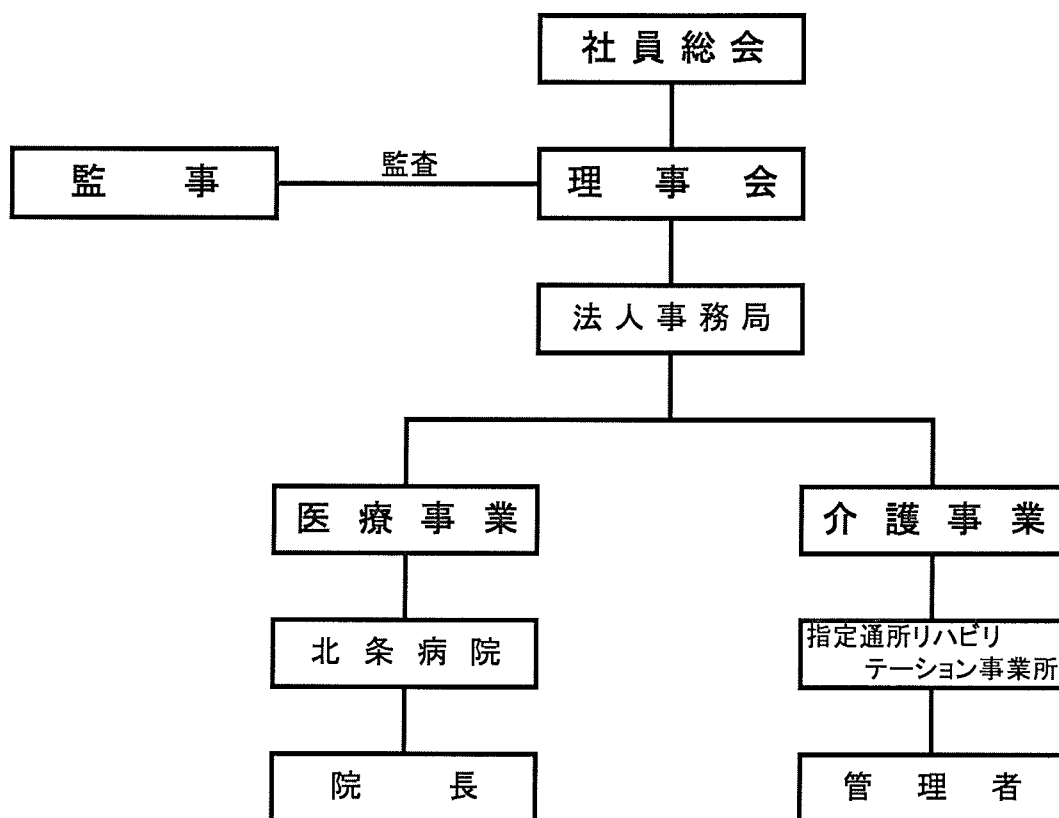 社員総会
監査
監事
理事会
法人事務局
医療事業
介護事業
北条病院
指定通所リハビリ
テーション事業所
院長
管理者